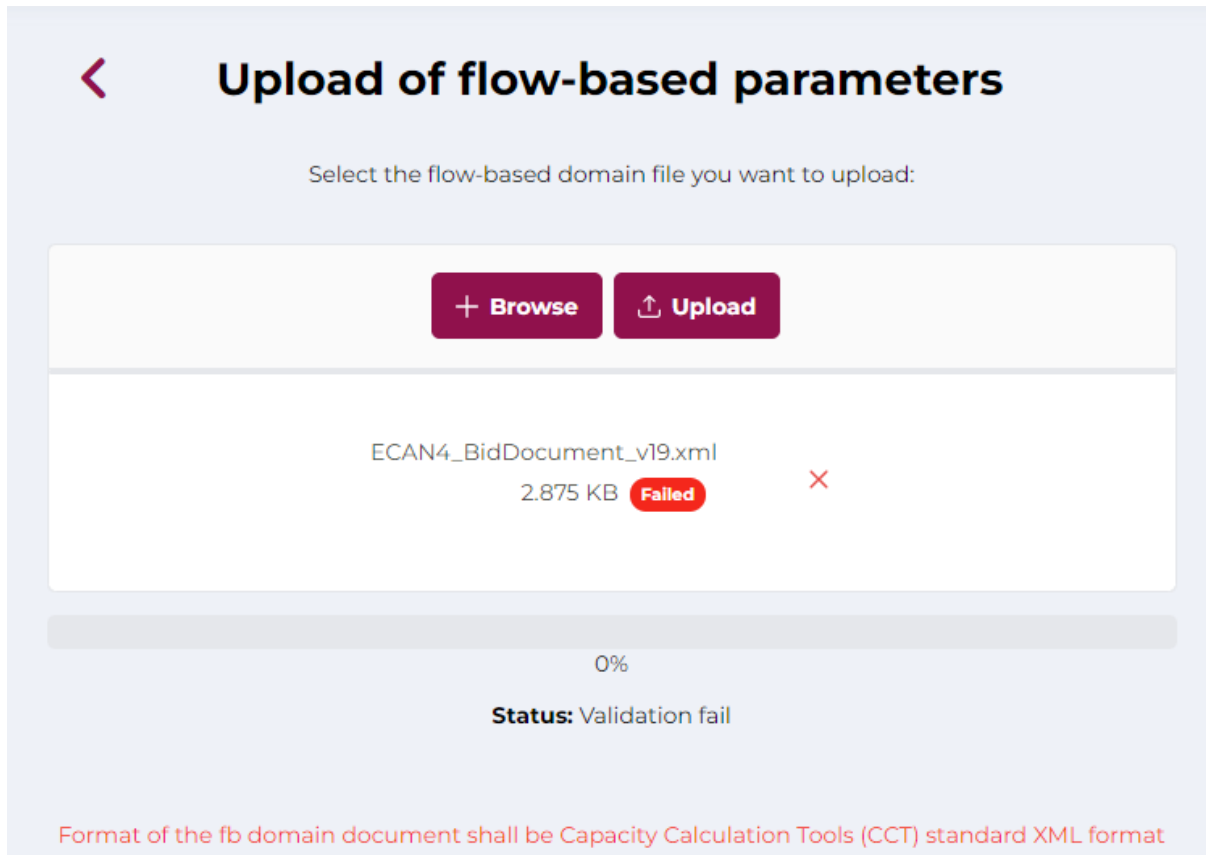 Upload of flow-based parameters
Select the flow-based domain file you want to upload:
Browse Upload
ECAN4_BidDocument_v19.xml
2.875 KB Failed
0%
Status: Validation fail
Format of the fb domain document shall be Capacity Calculation Tools (CCT) standard XML format